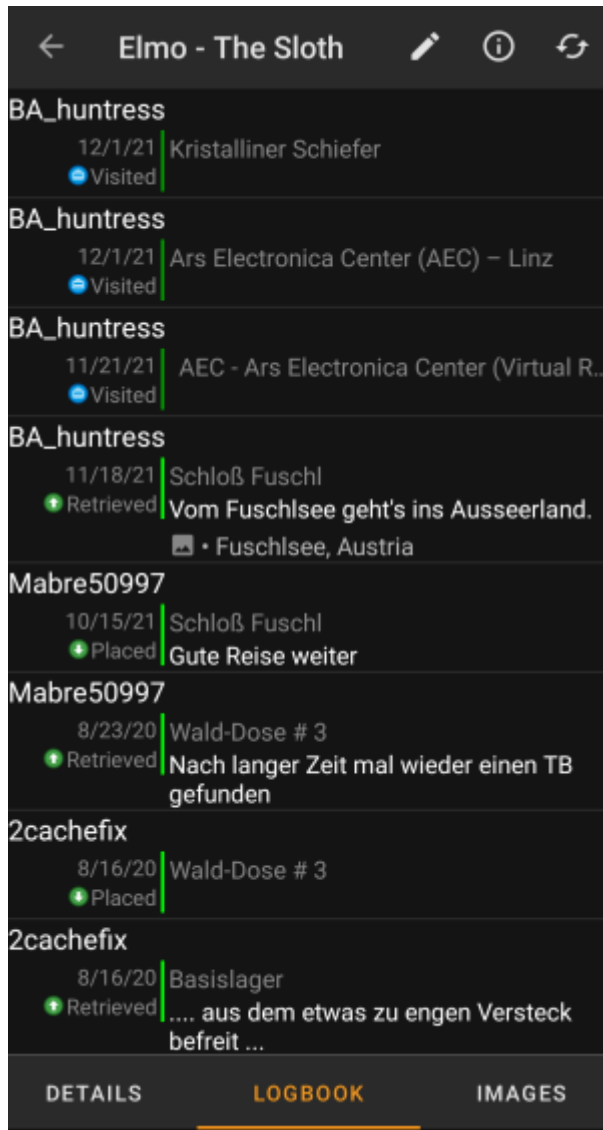 Elmo - The Sloth
BA_huntress
12/1/21 Kristalliner Schiefer
Visited
BA_huntress
12/1/21 Ars Electronica Center (AEC) – Linz
Visited
BA_huntress
11/21/21 AEC - Ars Electronica Center (Virtual R..
Visited
BA_huntress
11/18/21 Schloß Fuschl
Retrieved Vom Fuschlsee geht's ins Ausseerland.
• Fuschlsee, Austria
Mabre50997
10/15/21 Schloß Fuschl
Placed Gute Reise weiter
Mabre50997
8/23/20 Wald-Dose # 3
Retrieved Nach langer Zeit mal wieder einen TB
gefunden
2cachefix
8/16/20 Wald-Dose # 3
Placed
2cachefix
8/16/20 Basislager
Retrieved .... aus dem etwas zu engen Versteck
befreit ...
DETAILS LOGBOOK IMAGES